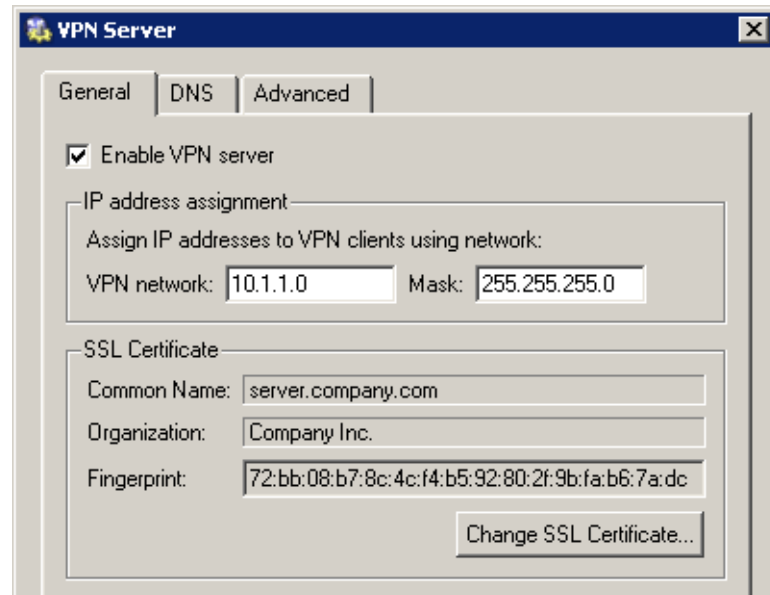 VPN Server
General DNS Advanced
Enable VPN server
IP address assignment
Assign IP addresses to VPN clients using network:
VPN network: 10.1.1.0 Mask: 255.255.255.0
SSL Certificate
Common Name: server.company.com
Organization: Company Inc.
Fingerprint: 72:bb:08:b7:8c:4c:f4:b5:92:80:2f:9b:fa:b6:7a:dc
Change SSL Certificate...